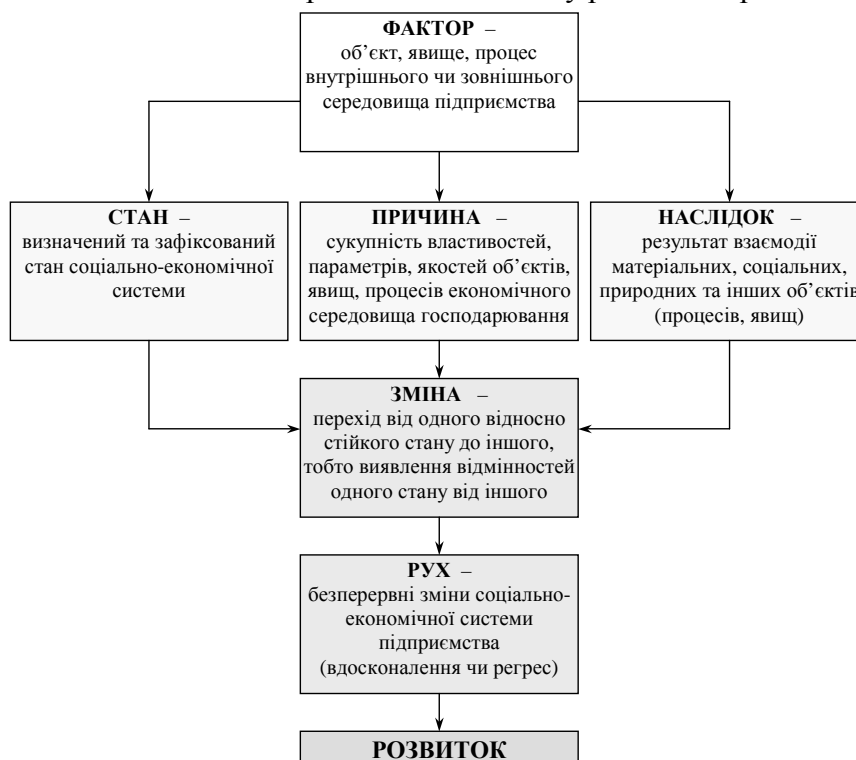 ФАКТОР –
об’єкт, явище, процес
внутрішнього чи зовнішнього
середовища підприємства
СТАН –
визначений та зафіксований
стан соціально-економічної
системи
ПРИЧИНА –
сукупність властивостей,
параметрів, якостей об’єктів,
явищ, процесів економічного
середовища господарювання
НАСЛІДОК –
результат взаємодії
матеріальних, соціальних,
природних та інших об’єктів
(процесів, явищ)
ЗМІНА –
перехід від одного відносно
стійкого стану до іншого,
тобто виявлення відмінностей
одного стану від іншого
РУХ –
безперервні зміни соціально-
економічної системи
підприємства
(вдосконалення чи регрес)
РОЗВИТОК